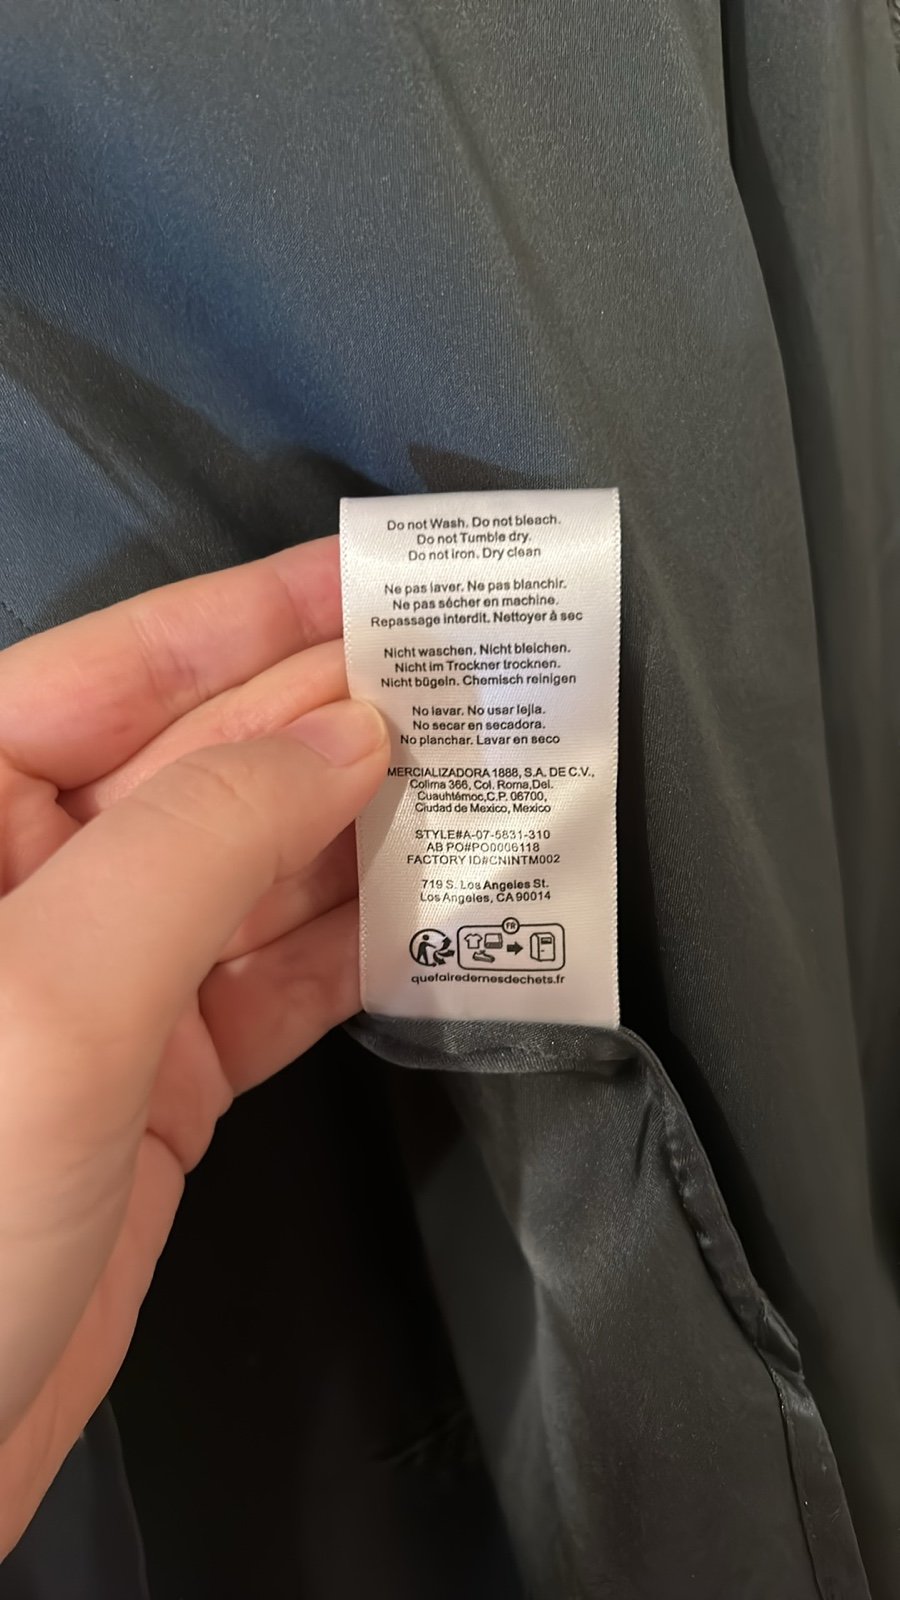 Do not Wash. Do not bleach.
Do not Tumble dry.
Do not iron. Dry clean
Ne pas laver. Ne pas blanchir.
Ne pas sécher en machine.
Repassage interdit. Nettoyer à sec
Nicht waschen. Nicht bleichen.
Nicht im Trockner trocknen.
Nicht bügeln. Chemisch reinigen
No lavar. No usar lejla.
No secar en secadora.
No planchar. Lavar en seco
MERCIALIZADORA 1888, S.A. DE C.V.,
Colima 366, Col. Roma,Del.
Cuauhtémoc,C.P. 06700,
Ciudad de Mexico, Mexico
STYLE#A-07-5831-310
AB PO#PO0006118
FACTORY ID#CNINTM002
719 S. Los Angeles St.
Los Angeles, CA 90014
FR
quefairedemesdechets.fr